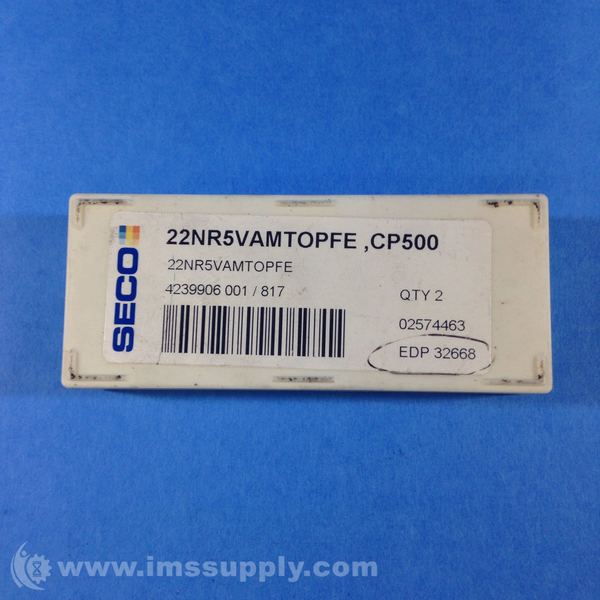 SECO
22NR5VAMTOPFE ,CP500
22NR5VAMTOPFE
4239906 001 / 817
QTY 2
02574463
EDP 32668
www.imssupply.com